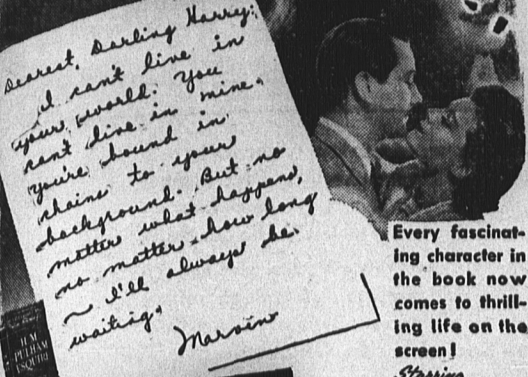 Dearest, Darling Harry:
I can't live in
your world. You
can't live in mine.
You're bound in
chains to your
background. But no
matter what happens,
no matter how long
~ I'll always be
waiting.
Marvin
H.M.
PULHAM
ESQUIRE
Every fascinat-
ing character in
the book now
comes to thrill-
ing life on the
screen!
Starring